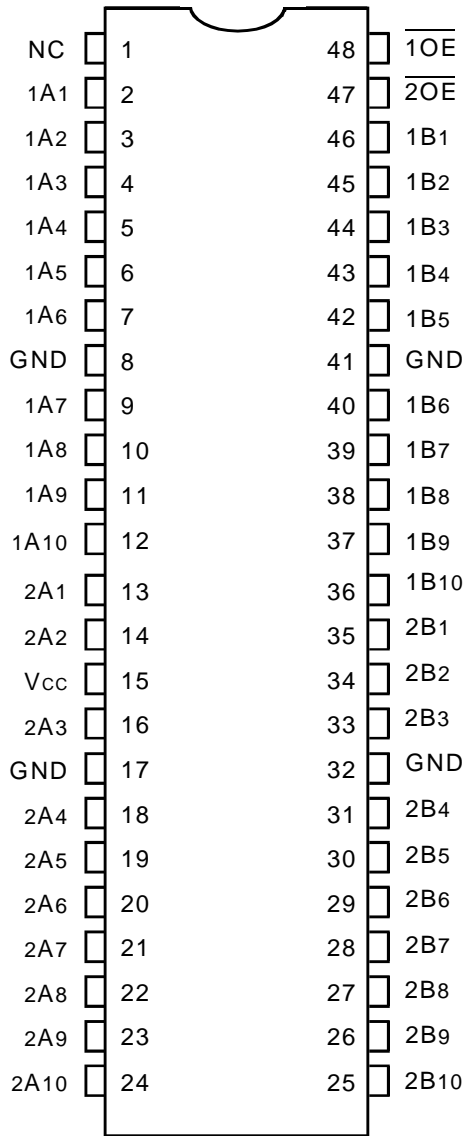 NC 1 48 1OE
1A1 2 47 2OE
1A2 3 46 1B1
1A3 4 45 1B2
1A4 5 44 1B3
1A5 6 43 1B4
1A6 7 42 1B5
GND 8 41 GND
1A7 9 40 1B6
1A8 10 39 1B7
1A9 11 38 1B8
1A10 12 37 1B9
2A1 13 36 1B10
2A2 14 35 2B1
Vcc 15 34 2B2
2A3 16 33 2B3
GND 17 32 GND
2A4 18 31 2B4
2A5 19 30 2B5
2A6 20 29 2B6
2A7 21 28 2B7
2A8 22 27 2B8
2A9 23 26 2B9
2A10 24 25 2B10